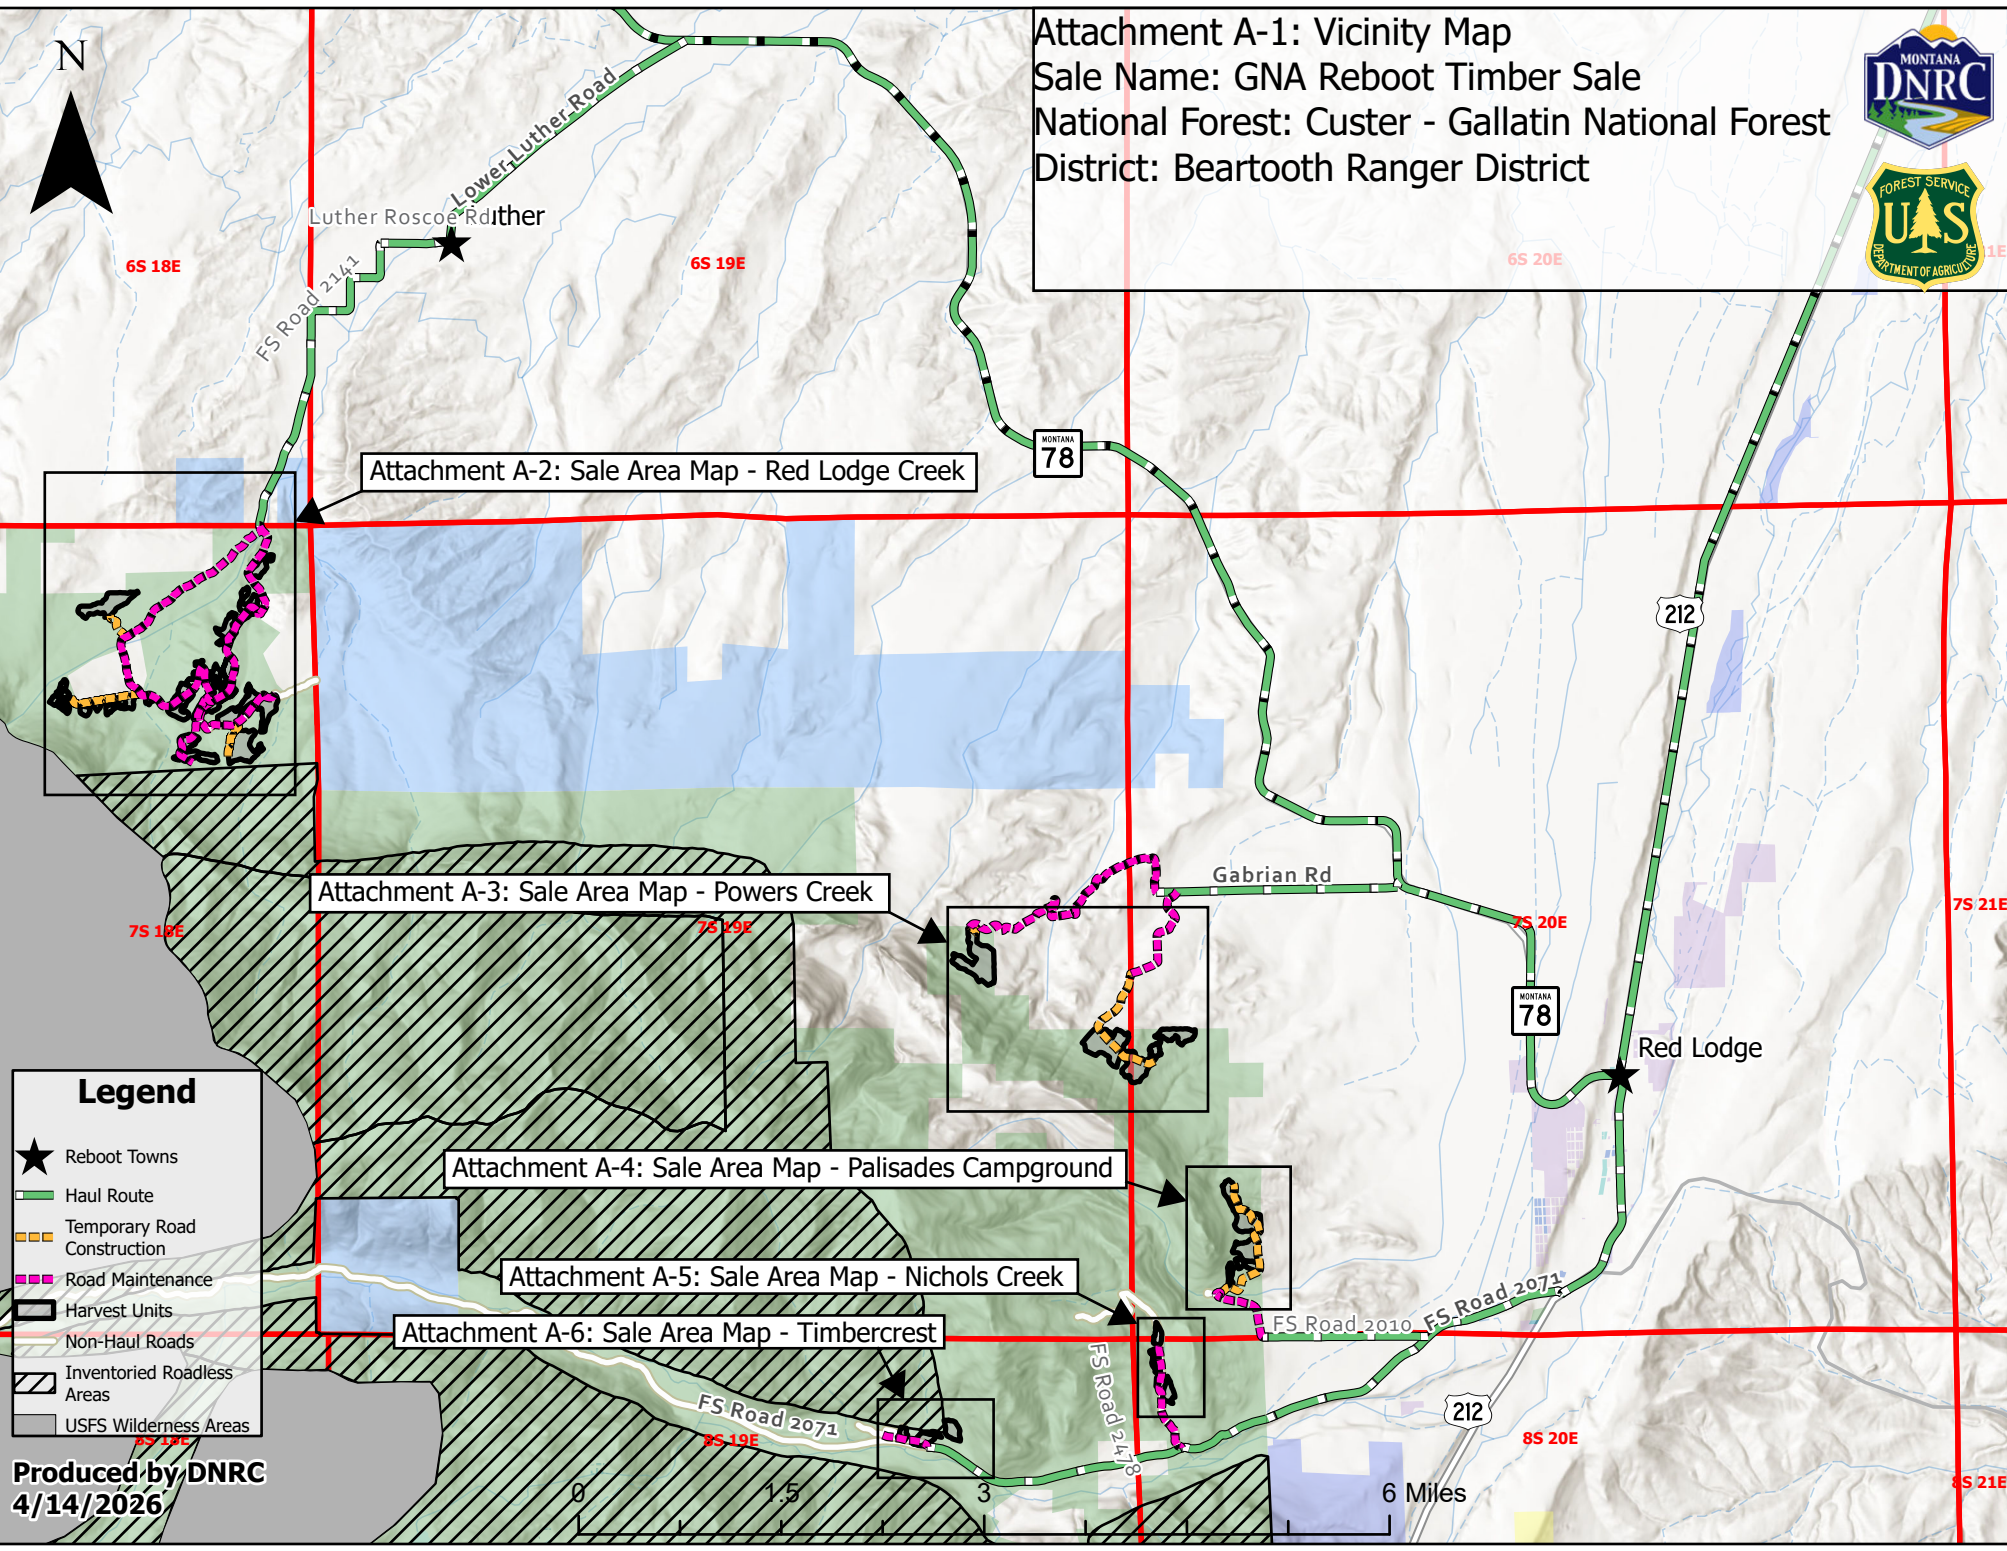 Attachment A-1: Vicinity Map
Sale Name: GNA Reboot Timber Sale
National Forest: Custer - Gallatin National Forest
District: Beartooth Ranger District
MONTANA
DNRC
FOREST SERVICE
US
DEPARTMENT OF AGRICULTURE
N
Lower Luther Road
Luther Roscoe Rd
FS Road 2141
6S 18E
6S 19E
6S 20E
Attachment A-2: Sale Area Map - Red Lodge Creek
MONTANA
78
212
Attachment A-3: Sale Area Map - Powers Creek
Gabrian Rd
7S 18E
7S 19E
7S 20E
7S 21E
MONTANA
78
Red Lodge
Attachment A-4: Sale Area Map - Palisades Campground
Attachment A-5: Sale Area Map - Nichols Creek
Attachment A-6: Sale Area Map - Timbercrest
FS Road 2071
FS Road 2010
FS Road 2478
FS Road 2071
212
8S 18E
8S 19E
8S 20E
8S 21E
Legend
Reboot Towns
Haul Route
Temporary Road
Construction
Road Maintenance
Harvest Units
Non-Haul Roads
Inventoried Roadless
Areas
USFS Wilderness Areas
Produced by DNRC
4/14/2026
0 1.5 3 6 Miles